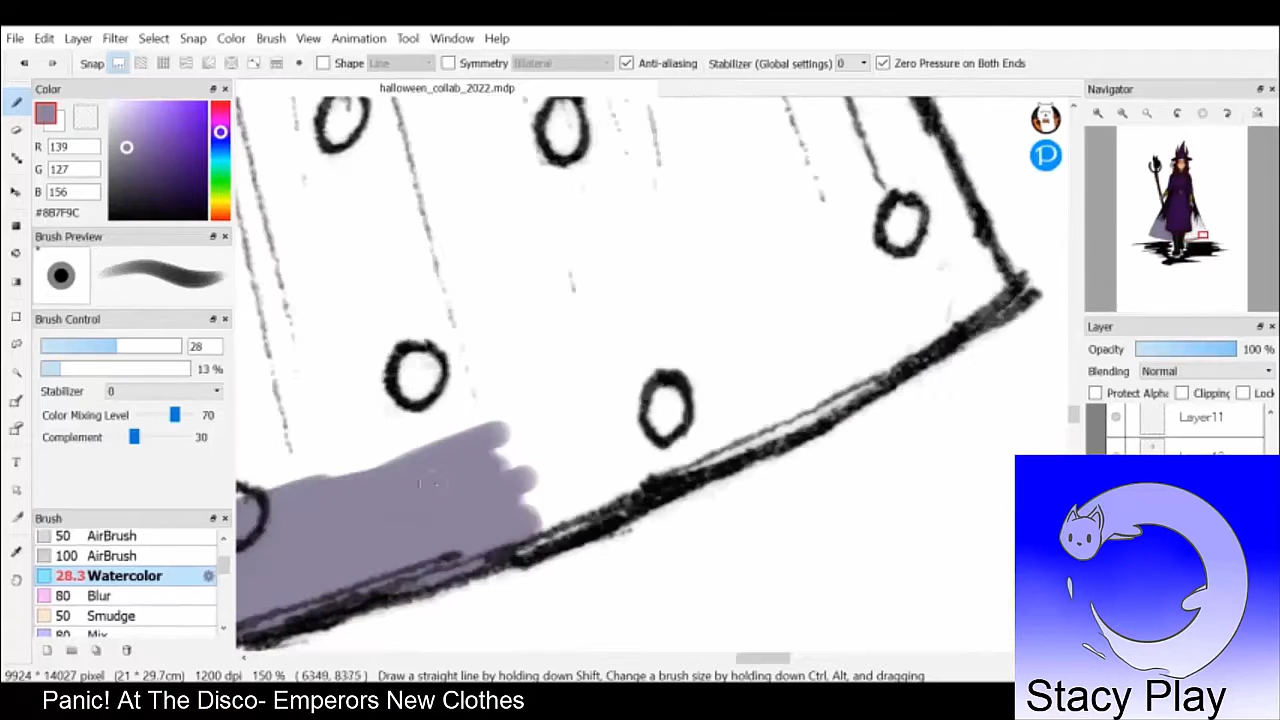 File Edit Layer Filter Select Snap Color Brush View Animation Tool Window Help
Snap Shape Line Symmetry Bilateral Anti-aliasing Stabilizer (Global settings) 0 Zero Pressure on Both Ends
Color
halloween_collab_2022.mdp
Navigator
R 139
G 127
B 156
#8B7F9C
Brush Preview
Brush Control
28
13 %
Stabilizer 0
Color Mixing Level 70
Complement 30
Brush
50 AirBrush
100 AirBrush
28.3 Watercolor
80 Blur
50 Smudge
80 Mix
Layer
Opacity 100 %
Blending Normal
Protect Alpha Clipping Lock
Layer11
9924 * 14027 pixel (21 * 29.7cm) 1200 dpi 150 % ( 6349, 8375) Draw a straight line by holding down Shift, Change a brush size by holding down Ctrl, Alt, and dragging
Panic! At The Disco- Emperors New Clothes
Stacy Play